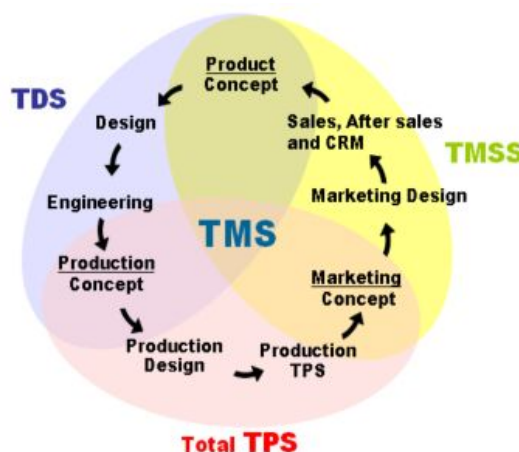 Product
Concept
TDS
Design
Sales, After sales
and CRM
TMSS
Engineering
Marketing Design
TMS
Production
Concept
Marketing
Concept
Production
Design
Production
TPS
Total TPS